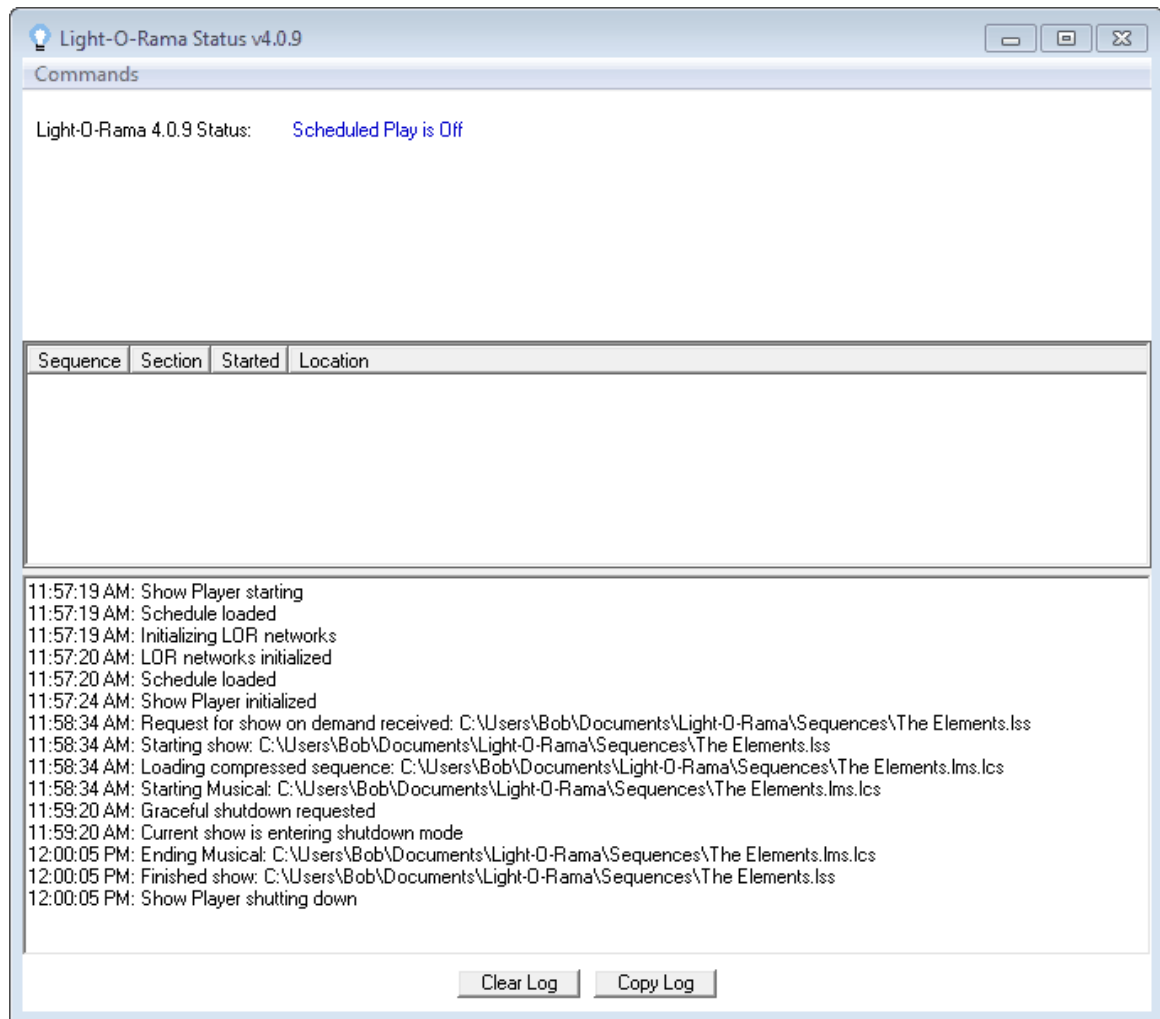 Light-O-Rama Status v4.0.9
Commands
Light-O-Rama 4.0.9 Status: Scheduled Play is Off
Sequence Section Started Location
11:57:19 AM: Show Player starting
11:57:19 AM: Schedule loaded
11:57:19 AM: Initializing LOR networks
11:57:20 AM: LOR networks initialized
11:57:20 AM: Schedule loaded
11:57:24 AM: Show Player initialized
11:58:34 AM: Request for show on demand received: C:\Users\Bob\Documents\Light-O-Rama\Sequences\The Elements.lss
11:58:34 AM: Starting show: C:\Users\Bob\Documents\Light-O-Rama\Sequences\The Elements.lss
11:58:34 AM: Loading compressed sequence: C:\Users\Bob\Documents\Light-O-Rama\Sequences\The Elements.lms.lcs
11:58:34 AM: Starting Musical: C:\Users\Bob\Documents\Light-O-Rama\Sequences\The Elements.lms.lcs
11:59:20 AM: Graceful shutdown requested
11:59:20 AM: Current show is entering shutdown mode
12:00:05 PM: Ending Musical: C:\Users\Bob\Documents\Light-O-Rama\Sequences\The Elements.lms.lcs
12:00:05 PM: Finished show: C:\Users\Bob\Documents\Light-O-Rama\Sequences\The Elements.lss
12:00:05 PM: Show Player shutting down
Clear Log Copy Log